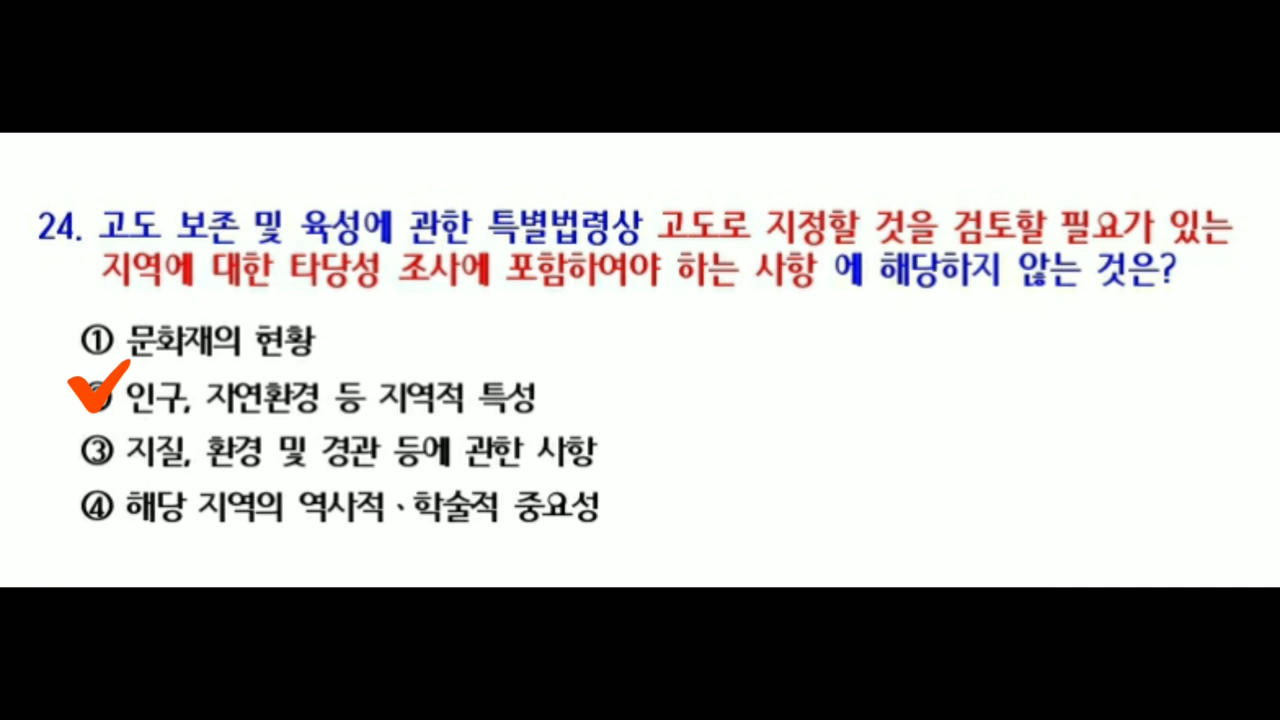 24. 고도 보존 및 육성에 관한 특별법령상 고도로 지정할 것을 검토할 필요가 있는
지역에 대한 타당성 조사에 포함하여야 하는 사항 에 해당하지 않는 것은?
① 문화재의 현황
인구, 자연환경 등 지역적 특성
③ 지질, 환경 및 경관 등에 관한 사항
④ 해당 지역의 역사적ㆍ학술적 중요성